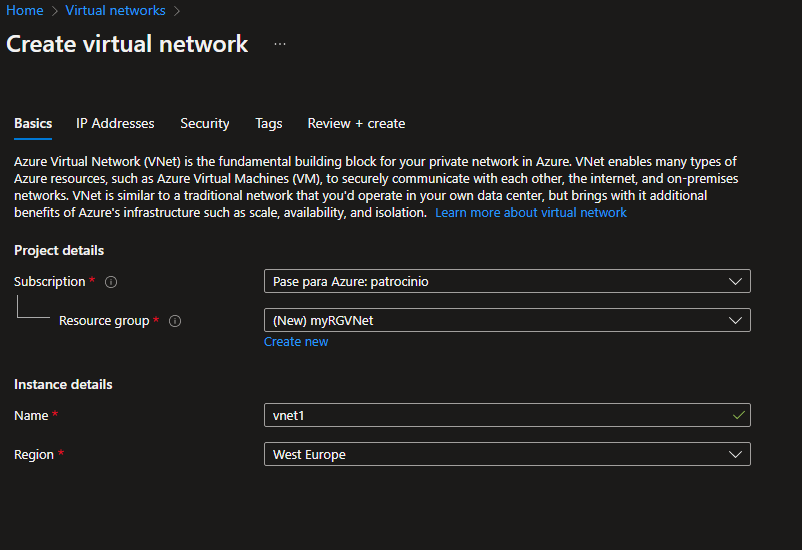 Home > Virtual networks >
Create virtual network ...
Basics IP Addresses Security Tags Review + create
Azure Virtual Network (VNet) is the fundamental building block for your private network in Azure. VNet enables many types of
Azure resources, such as Azure Virtual Machines (VM), to securely communicate with each other, the internet, and on-premises
networks. VNet is similar to a traditional network that you'd operate in your own data center, but brings with it additional
benefits of Azure's infrastructure such as scale, availability, and isolation. Learn more about virtual network
Project details
Subscription * Pase para Azure: patrocinio
Resource group * (New) myRGVNet
Create new
Instance details
Name * vnet1
Region * West Europe